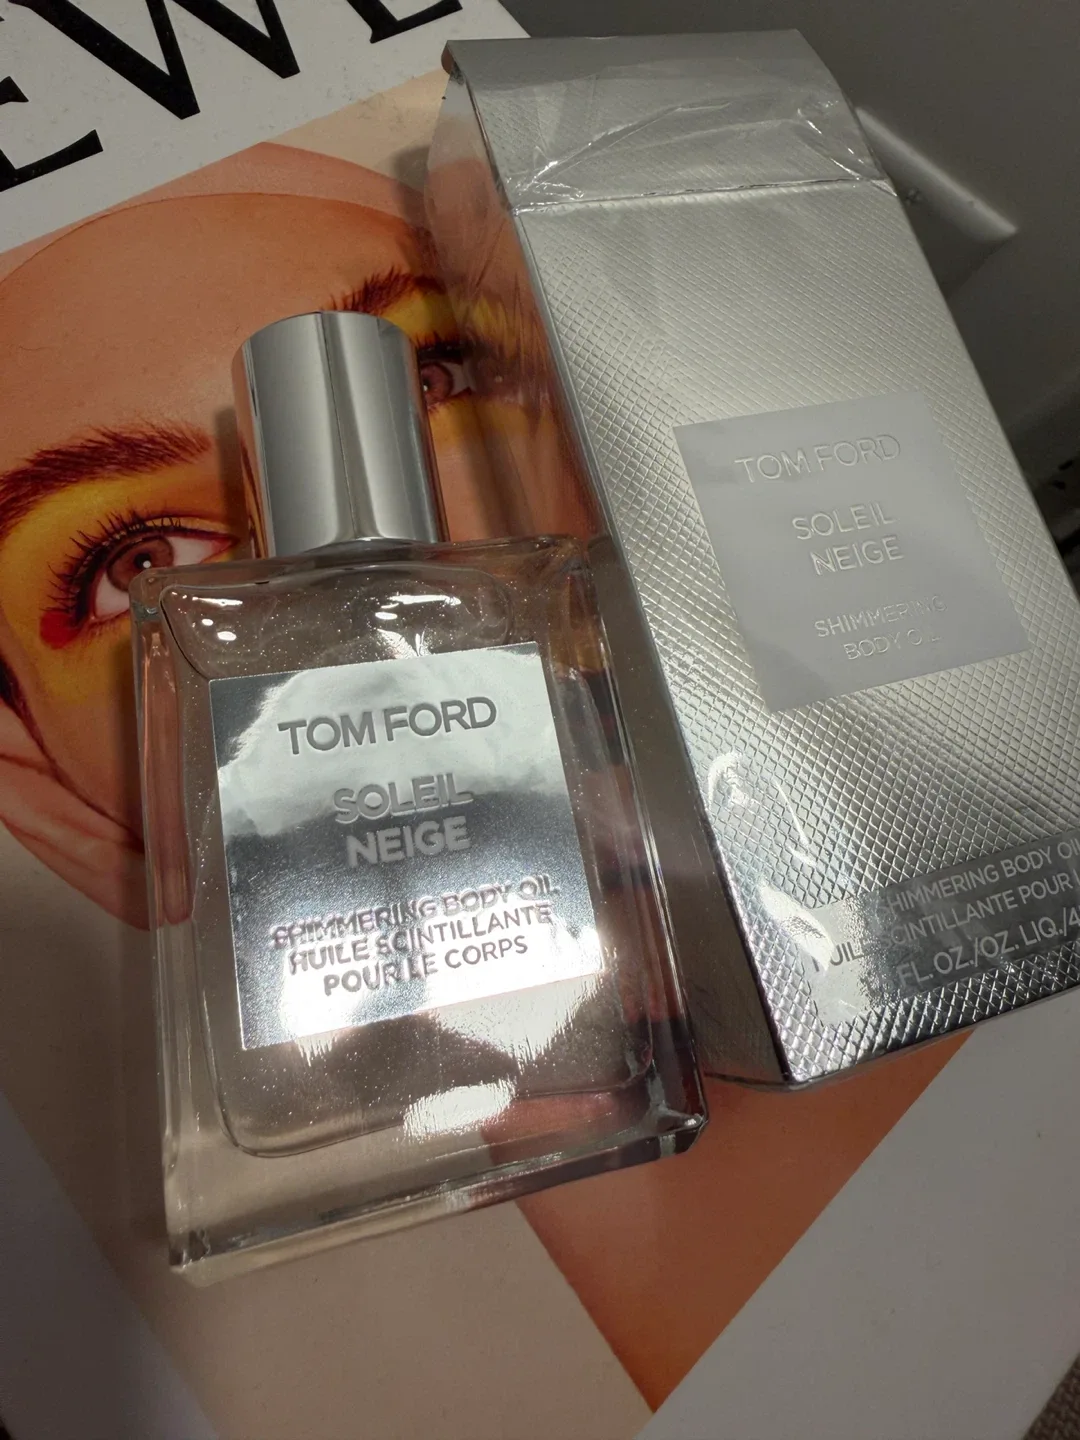 TOM FORD
SOLEIL
NEIGE
SHIMMERING BODY OIL
HUILE SCINTILLANTE
POUR LE CORPS
TOM FORD
SOLEIL
NEIGE
SHIMMERING
BODY OIL
SHIMMERING BODY OIL
SCINTILLANTE POUR
FL. OZ./OZ. LIQ./